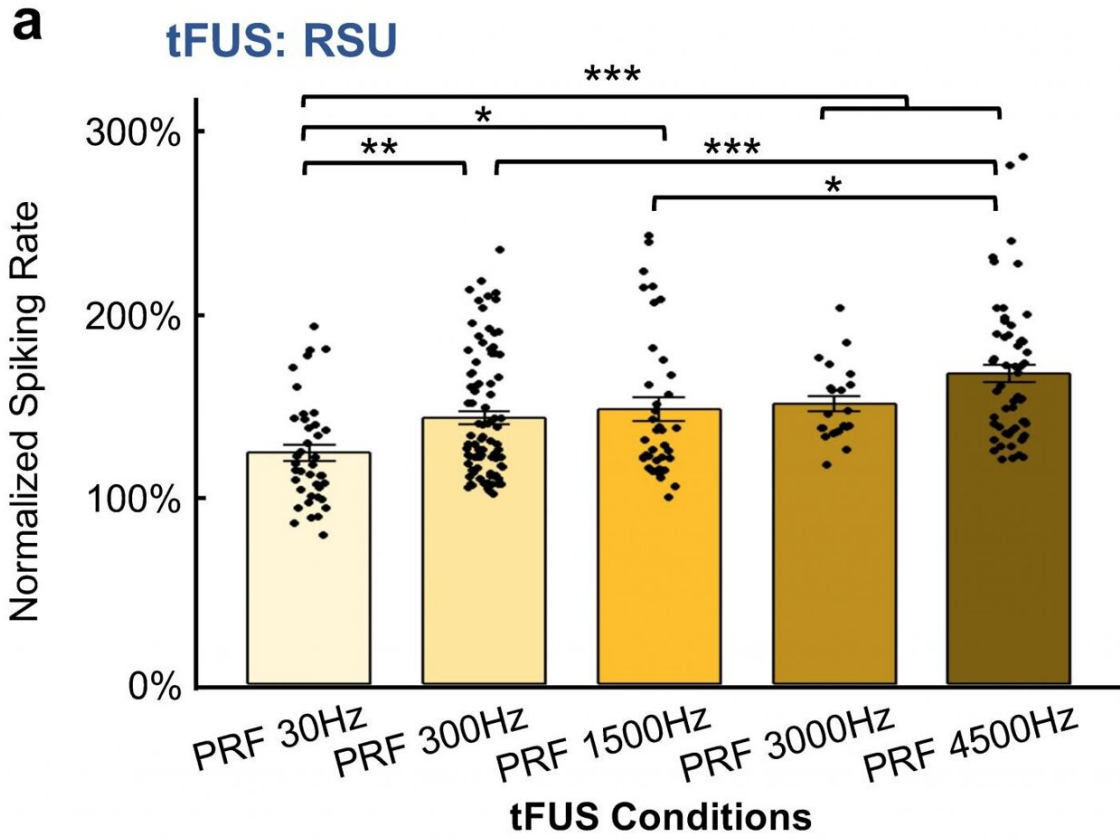 a
tFUS: RSU
***
*
**
***
*
300%
200%
100%
0%
Normalized Spiking Rate
PRF 30Hz
PRF 300Hz
PRF 1500Hz
PRF 3000Hz
PRF 4500Hz
tFUS Conditions